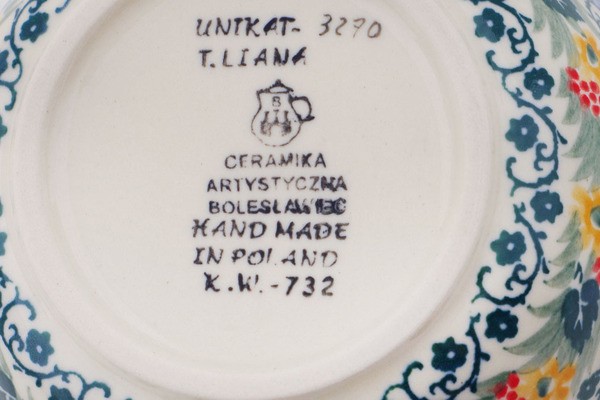 UNIKAT- 3270
T. LIANA
B
CERAMIKA
ARTYSTYCZNA
BOLESŁAWIEC
HAND MADE
IN POLAND
K.W.-732